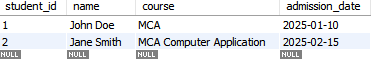 student_id name course admission_date
1 John Doe MCA 2025-01-10
2 Jane Smith MCA Computer Application 2025-02-15
NULL NULL NULL NULL